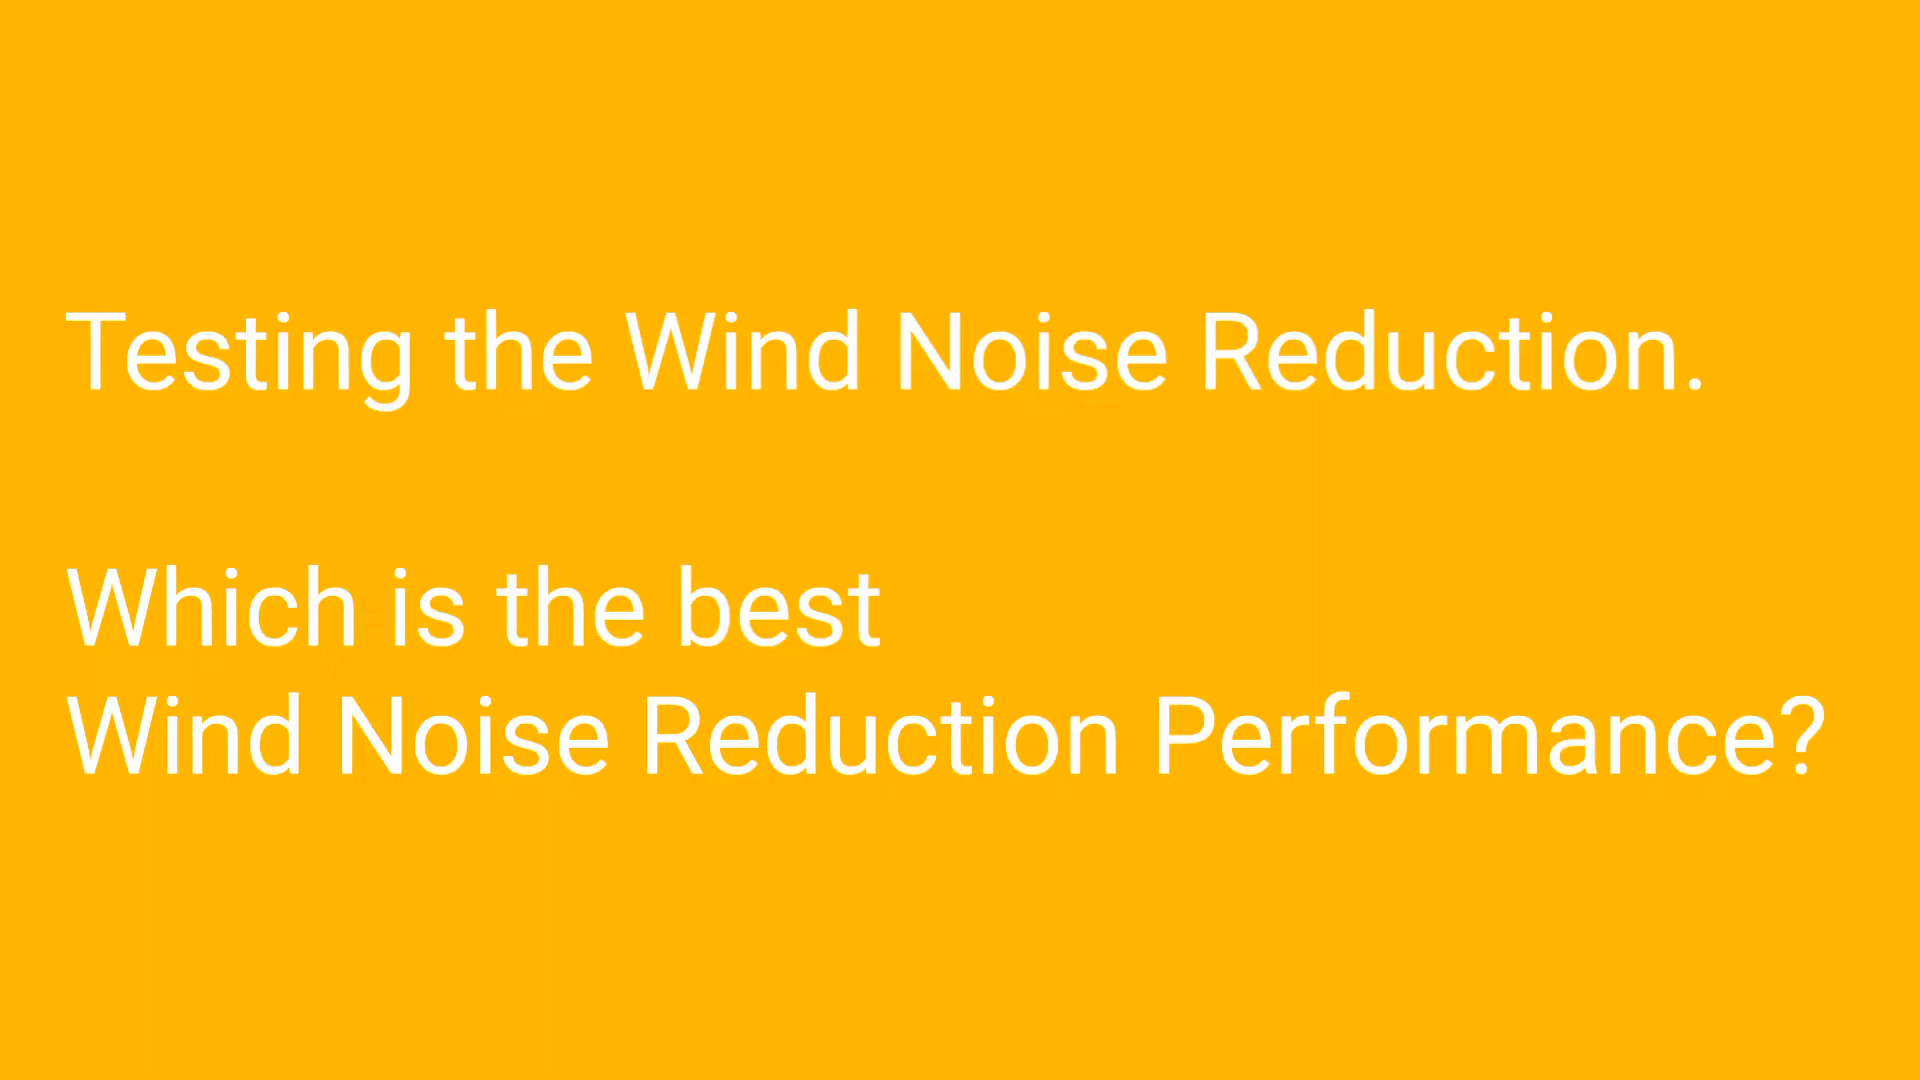 Testing the Wind Noise Reduction.
Which is the best
Wind Noise Reduction Performance?